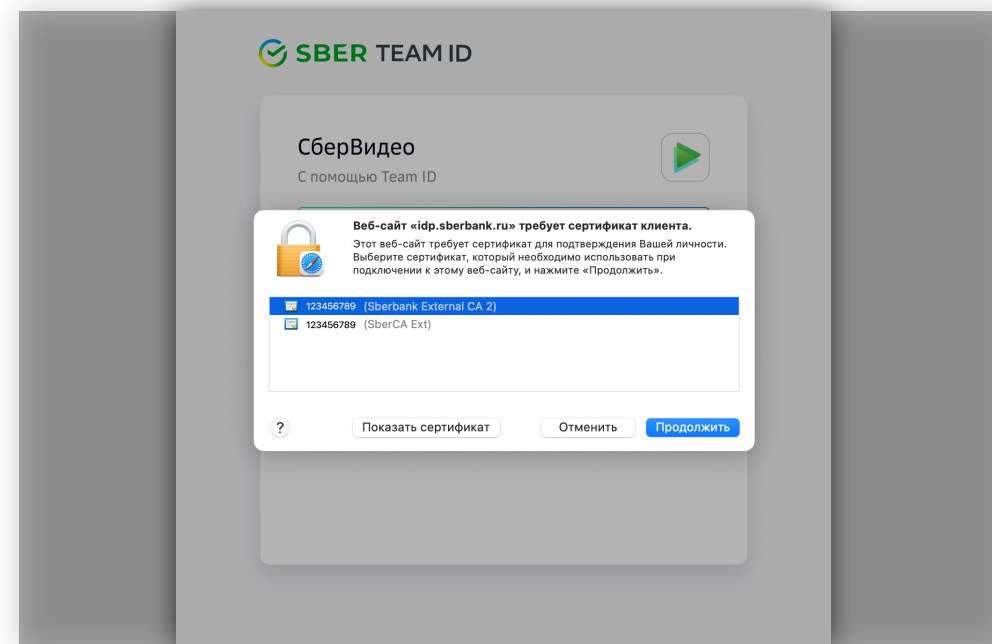 SBER TEAM ID
СберВидео
С помощью Team ID
Веб-сайт «idp.sberbank.ru» требует сертификат клиента.
Этот веб-сайт требует сертификат для подтверждения Вашей личности.
Выберите сертификат, который необходимо использовать при
подключении к этому веб-сайту, и нажмите «Продолжить».
123456789 (Sberbank External CA 2)
123456789 (SberCA Ext)
? Показать сертификат Отменить Продолжить